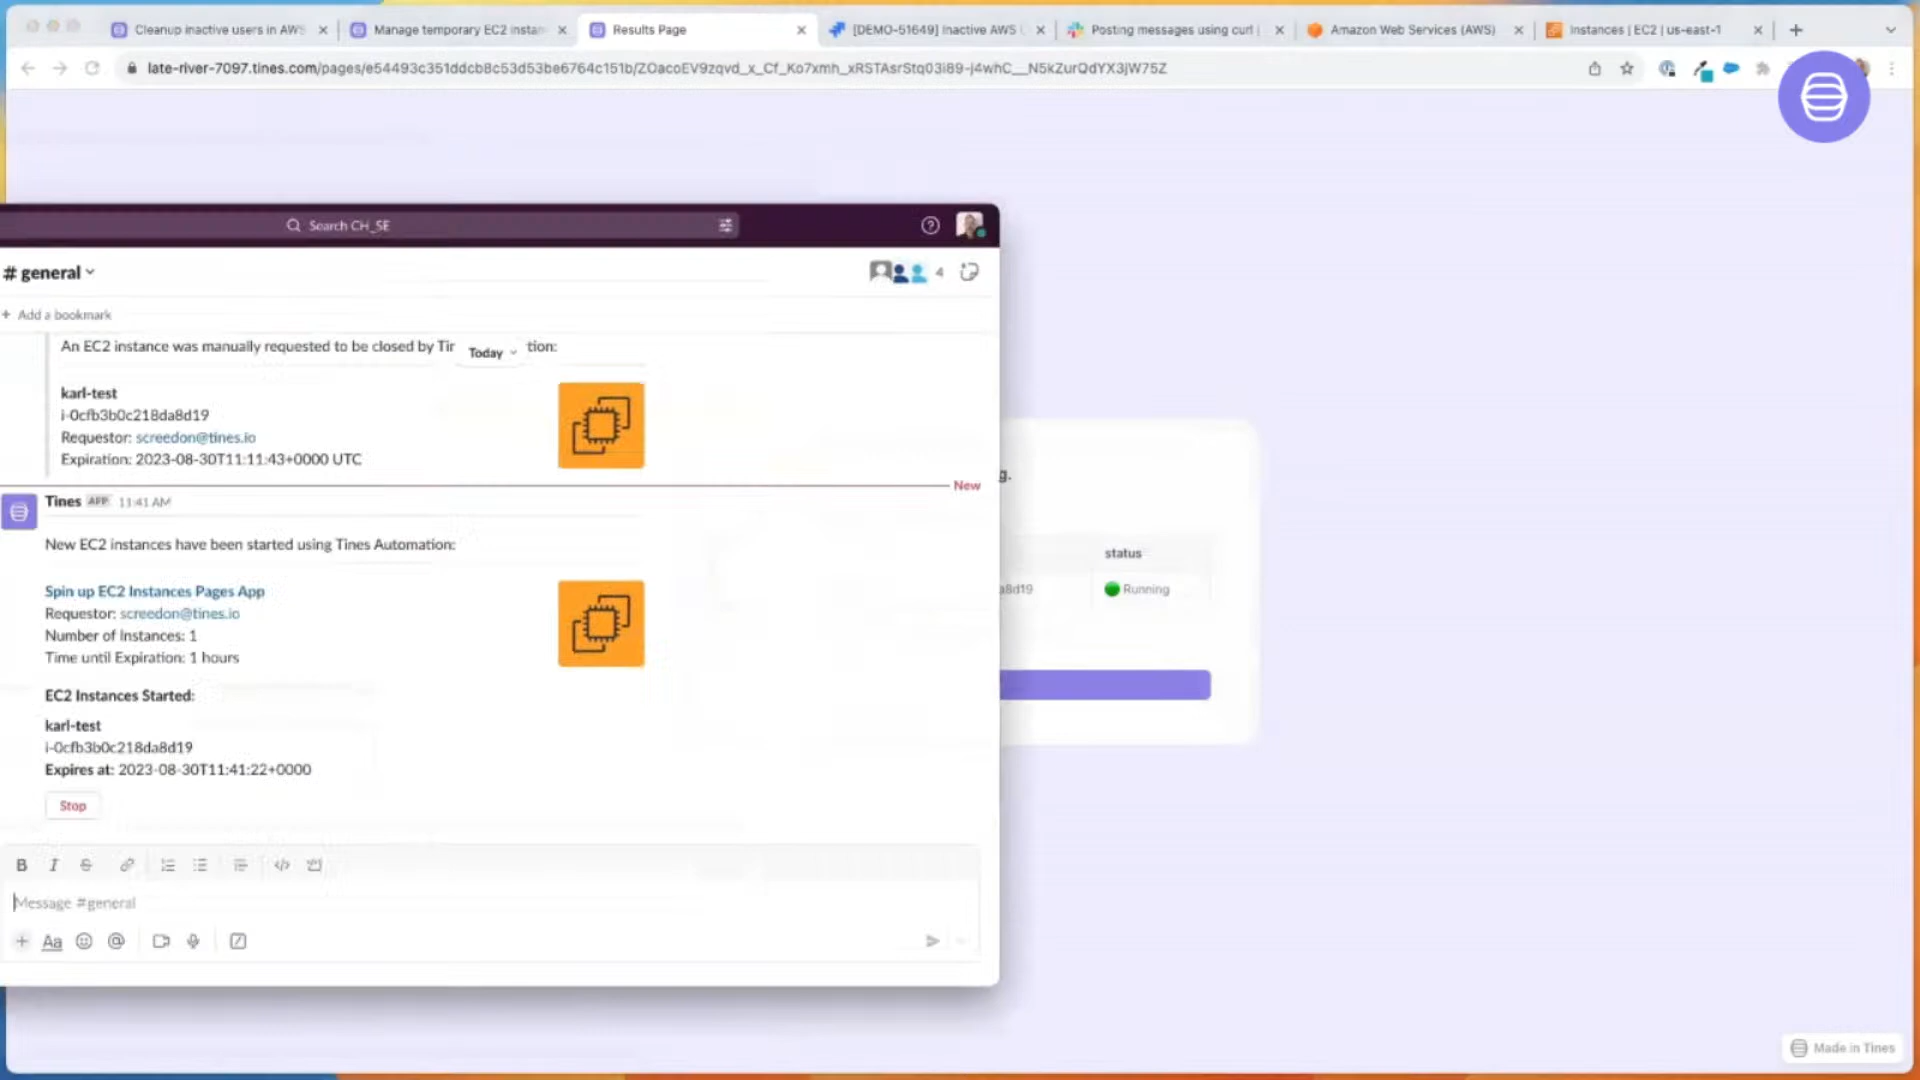 Cleanup inactive users in AWS
Manage temporary EC2 instan
Results Page
[DEMO-51649] Inactive AWS
Posting messages using curl
Amazon Web Services (AWS)
Instances | EC2 | us-east-1
late-river-7097.tines.com/pages/e54493c351ddcb8c53d53be6764c151b/ZOacoEV9zqvd_x_Cf_Ko7xmh_xRSTAsrStq03i89-j4whC__N5kZurQdYX3jW75Z
Search CH_SE
# general
4
+ Add a bookmark
An EC2 instance was manually requested to be closed by Tir
Today
tion:
karl-test
i-0cfb3b0c218da8d19
Requestor: screedon@tines.io
Expiration: 2023-08-30T11:11:43+0000 UTC
New
Tines APP 11:41 AM
New EC2 instances have been started using Tines Automation:
Spin up EC2 Instances Pages App
Requestor: screedon@tines.io
Number of Instances: 1
Time until Expiration: 1 hours
EC2 Instances Started:
karl-test
i-0cfb3b0c218da8d19
Expires at: 2023-08-30T11:41:22+0000
Stop
B I S
Message #general
Aa
g.
status
a8d19
Running
Made in Tines